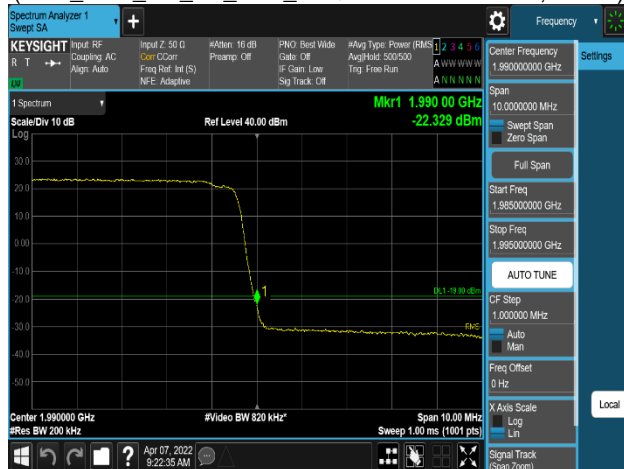 Spectrum Analyzer 1
Swept SA
+
Frequency
KEYSIGHT
R T
Input: RF
Coupling: AC
Align: Auto
Input Z: 50 Ω
Corr CCorr
Freq Ref: Int (S)
NFE: Adaptive
#Atten: 16 dB
Preamp: Off
PNO: Best Wide
Gate: Off
IF Gain: Low
Sig Track: Off
#Avg Type: Power (RMS
Avg|Hold: 500/500
Trig: Free Run
1 2 3 4 5 6
A W W W W W
A N N N N N
1 Spectrum
Scale/Div 10 dB
Log
Ref Level 40.00 dBm
Mkr1 1.990 00 GHz
-22.329 dBm
30.0
20.0
10.0
0.00
-10.0
-20.0
-30.0
-40.0
-50.0
1
DL1 -19.00 dBm
RMS
Center 1.990000 GHz
#Res BW 200 kHz
#Video BW 820 kHz*
Span 10.00 MHz
Sweep 1.00 ms (1001 pts)
Apr 07, 2022
9:22:35 AM
Center Frequency
1.990000000 GHz
Settings
Span
10.0000000 MHz
Swept Span
Zero Span
Full Span
Start Freq
1.985000000 GHz
Stop Freq
1.995000000 GHz
AUTO TUNE
CF Step
1.000000 MHz
Auto
Man
Freq Offset
0 Hz
X Axis Scale
Log
Lin
Local
Signal Track
(Span Zoom)